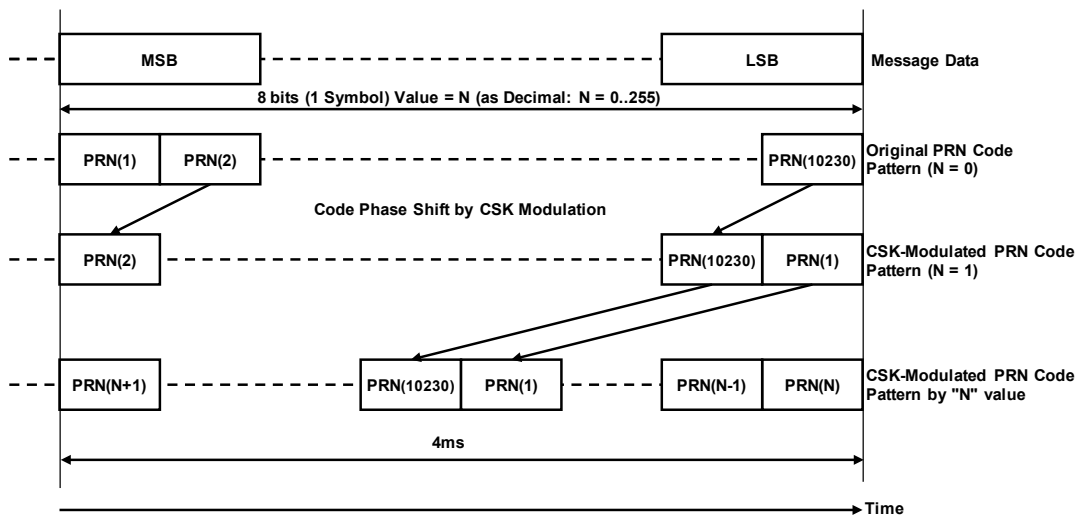 MSB
LSB
Message Data
8 bits (1 Symbol) Value = N (as Decimal: N = 0..255)
PRN(1)
PRN(2)
PRN(10230)
Original PRN Code
Pattern (N = 0)
Code Phase Shift by CSK Modulation
PRN(2)
PRN(10230)
PRN(1)
CSK-Modulated PRN Code
Pattern (N = 1)
PRN(N+1)
PRN(10230)
PRN(1)
PRN(N-1)
PRN(N)
CSK-Modulated PRN Code
Pattern by "N" value
4ms
Time